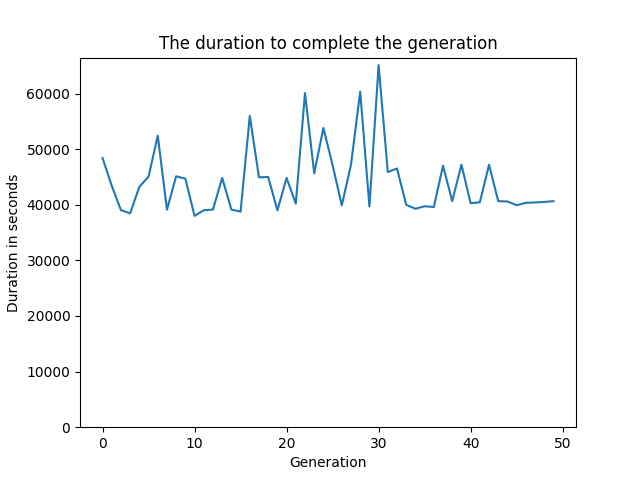 The duration to complete the generation
Duration in seconds
60000
50000
40000
30000
20000
10000
0
0 10 20 30 40 50
Generation